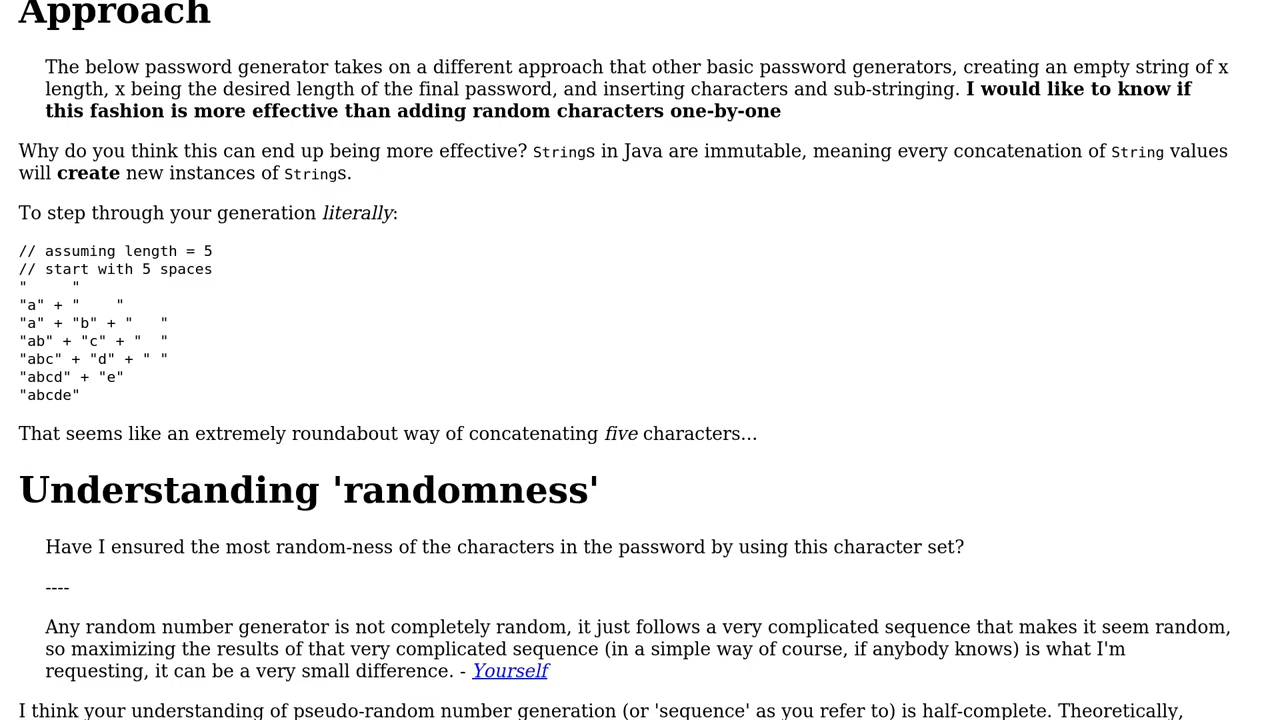 Approach
The below password generator takes on a different approach that other basic password generators, creating an empty string of x
length, x being the desired length of the final password, and inserting characters and sub-stringing. I would like to know if
this fashion is more effective than adding random characters one-by-one
Why do you think this can end up being more effective? Strings in Java are immutable, meaning every concatenation of String values
will create new instances of Strings.
To step through your generation literally:
// assuming length = 5
// start with 5 spaces
"     "
"a" + "    "
"a" + "b" + "   "
"ab" + "c" + "  "
"abc" + "d" + " "
"abcd" + "e"
"abcde"
That seems like an extremely roundabout way of concatenating five characters...
Understanding 'randomness'
Have I ensured the most random-ness of the characters in the password by using this character set?
----
Any random number generator is not completely random, it just follows a very complicated sequence that makes it seem random,
so maximizing the results of that very complicated sequence (in a simple way of course, if anybody knows) is what I'm
requesting, it can be a very small difference. - Yourself
I think your understanding of pseudo-random number generation (or 'sequence' as you refer to) is half-complete. Theoretically,